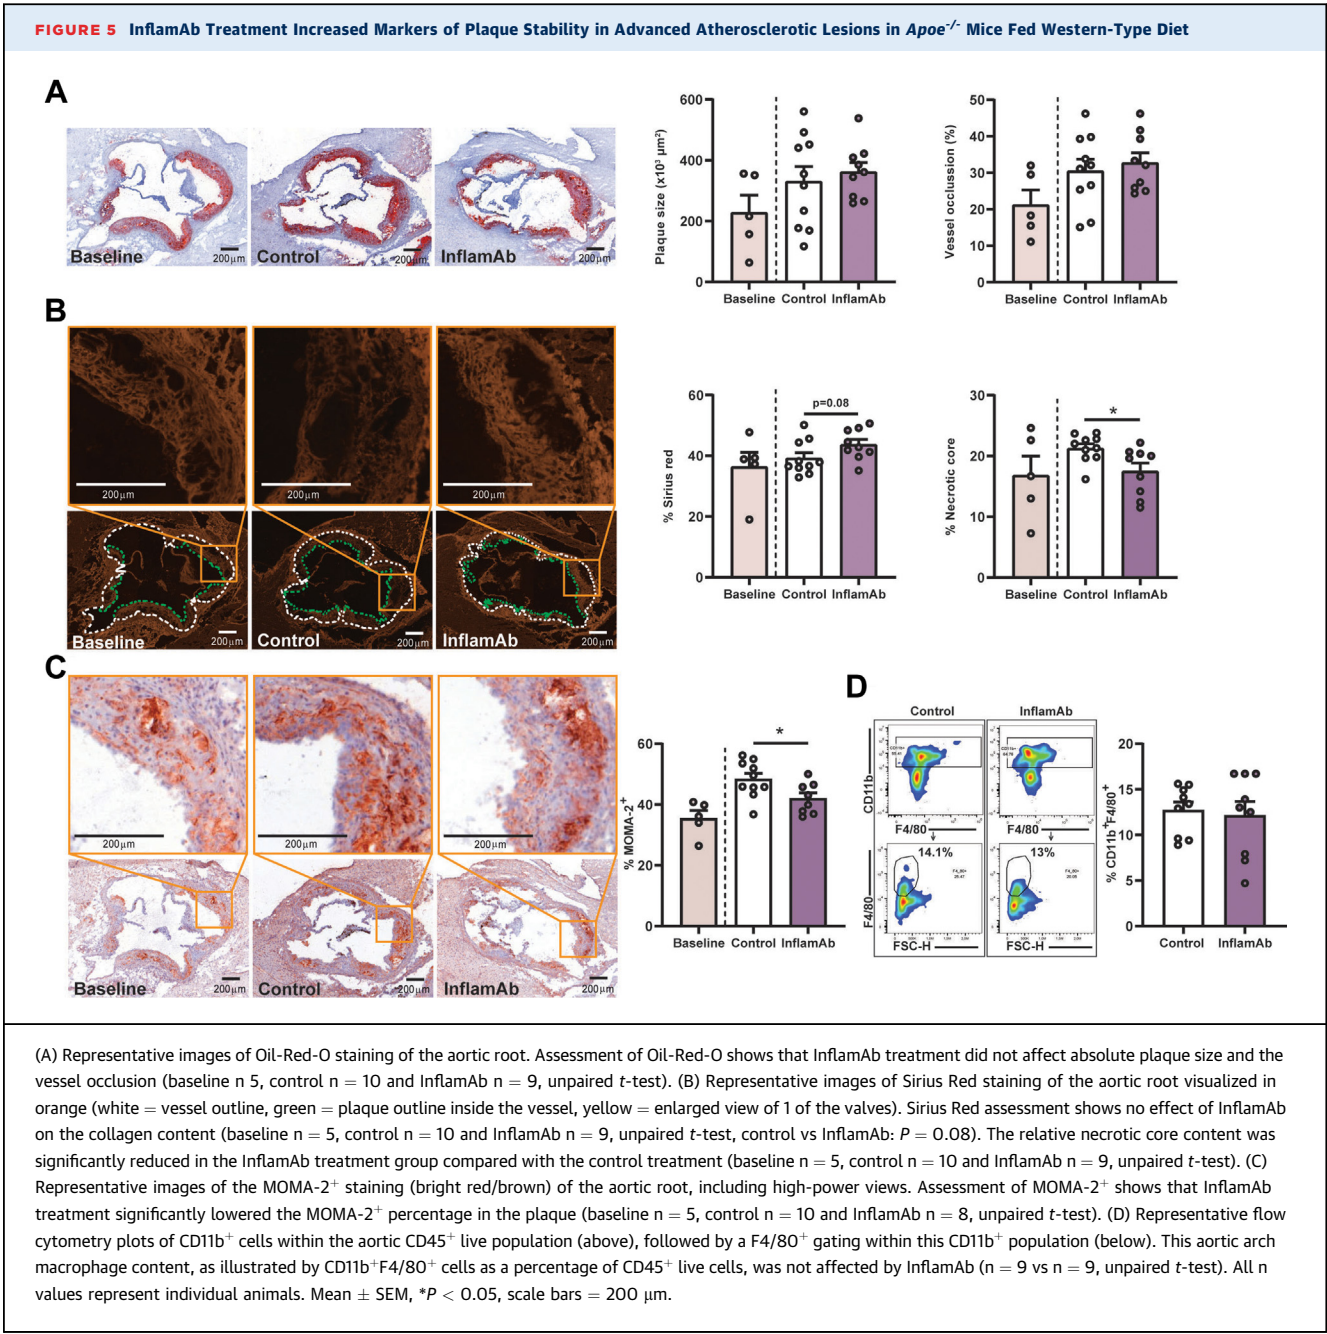 FIGURE 5 InflamAb Treatment Increased Markers of Plaque Stability in Advanced Atherosclerotic Lesions in Apoe-/- Mice Fed Western-Type Diet
A
Baseline
200µm
Control
200µm
InflamAb
200µm
Plaque size (x10³ µm²)
600
400
200
0
Baseline Control InflamAb
Vessel occlussion (%)
50
40
30
20
10
0
Baseline Control InflamAb
B
200µm
200µm
200µm
Baseline
200µm
Control
200µm
InflamAb
200µm
% Sirius red
60
40
20
0
p=0.08
Baseline Control InflamAb
% Necrotic core
30
20
10
0
*
Baseline Control InflamAb
C
200µm
200µm
200µm
Baseline
200µm
Control
200µm
InflamAb
200µm
% MOMA-2+
60
40
20
0
*
Baseline Control InflamAb
D
Control
InflamAb
CD11b
CD11b+
CD11b+
F4/80
F4/80
14.1%
13%
F4/80
FSC-H
FSC-H
% CD11b+F4/80+
20
15
10
5
0
Control InflamAb
(A) Representative images of Oil-Red-O staining of the aortic root. Assessment of Oil-Red-O shows that InflamAb treatment did not affect absolute plaque size and the
vessel occlusion (baseline n 5, control n = 10 and InflamAb n = 9, unpaired t-test). (B) Representative images of Sirius Red staining of the aortic root visualized in
orange (white = vessel outline, green = plaque outline inside the vessel, yellow = enlarged view of 1 of the valves). Sirius Red assessment shows no effect of InflamAb
on the collagen content (baseline n = 5, control n = 10 and InflamAb n = 9, unpaired t-test, control vs InflamAb: P = 0.08). The relative necrotic core content was
significantly reduced in the InflamAb treatment group compared with the control treatment (baseline n = 5, control n = 10 and InflamAb n = 9, unpaired t-test). (C)
Representative images of the MOMA-2+ staining (bright red/brown) of the aortic root, including high-power views. Assessment of MOMA-2+ shows that InflamAb
treatment significantly lowered the MOMA-2+ percentage in the plaque (baseline n = 5, control n = 10 and InflamAb n = 8, unpaired t-test). (D) Representative flow
cytometry plots of CD11b+ cells within the aortic CD45+ live population (above), followed by a F4/80+ gating within this CD11b+ population (below). This aortic arch
macrophage content, as illustrated by CD11b+F4/80+ cells as a percentage of CD45+ live cells, was not affected by InflamAb (n = 9 vs n = 9, unpaired t-test). All n
values represent individual animals. Mean ± SEM, *P < 0.05, scale bars = 200 µm.